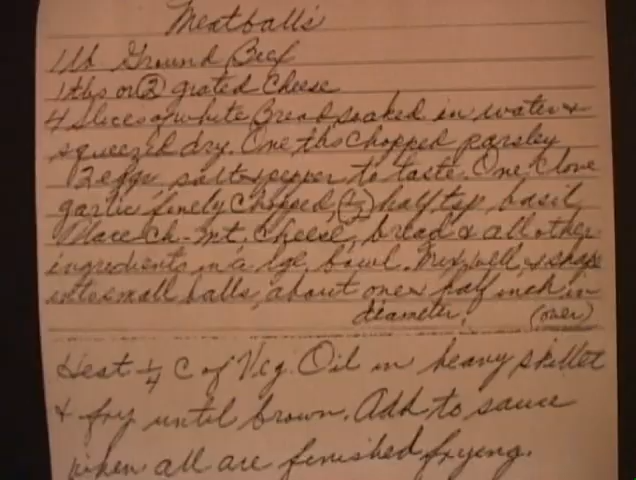 Meatballs
1 lb Ground Beef
1 tbs or (2) grated Cheese
4 Slices of white Bread soaked in water &
squeezed dry. One tbs Chopped parsley
2 eggs, salt & pepper to taste. One Clove
garlic finely Chopped, (½) half tsp, basil,
Place Ch-mt, Cheese, bread & all other
ingredients in a lge. bowl. Mix well & shape
into small balls, about one & half inch in
diameter. (over)
Heat ¼ C of Veg. Oil in heavy skillet
& fry until brown. Add to sauce
when all are finished frying.